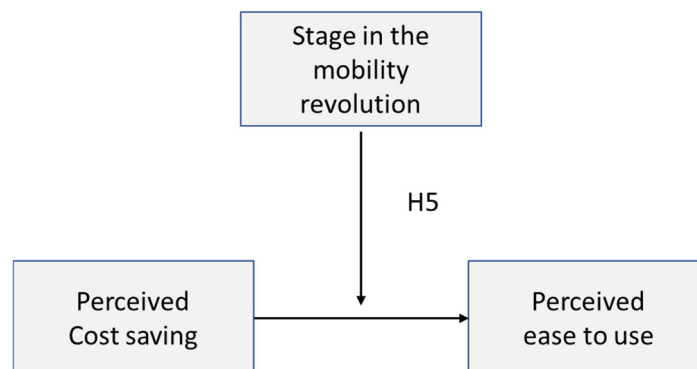 Stage in the
mobility
revolution
H5
Perceived
Cost saving
Perceived
ease to use